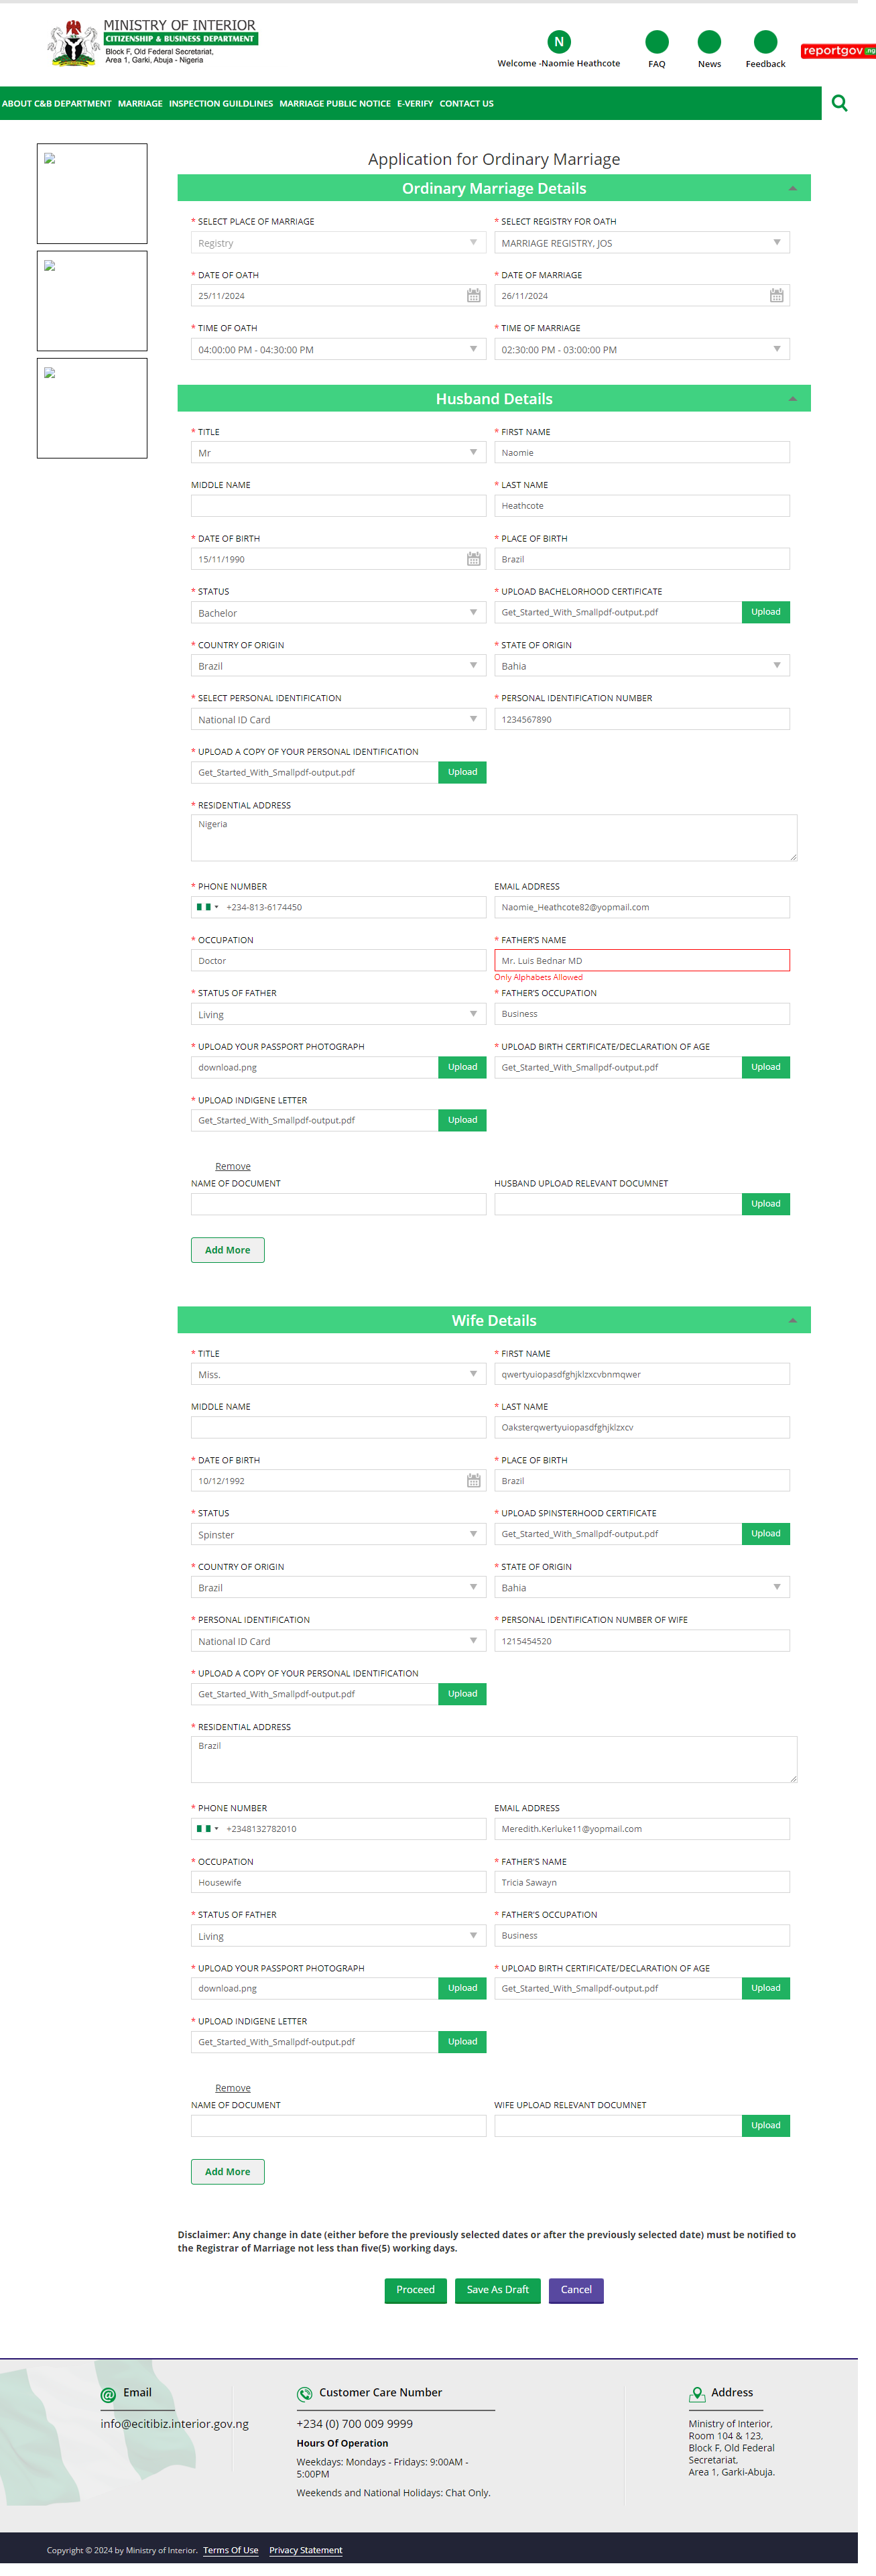 MINISTRY OF INTERIOR
CITIZENSHIP & BUSINESS DEPARTMENT
Block F, Old Federal Secretariat,
Area 1, Garki, Abuja - Nigeria
N
Welcome -Naomie Heathcote
FAQ
News
Feedback
reportgov.ng
ABOUT C&B DEPARTMENT MARRIAGE INSPECTION GUILDLINES MARRIAGE PUBLIC NOTICE E-VERIFY CONTACT US
Application for Ordinary Marriage
Ordinary Marriage Details
* SELECT PLACE OF MARRIAGE
* SELECT REGISTRY FOR OATH
Registry
MARRIAGE REGISTRY, JOS
* DATE OF OATH
* DATE OF MARRIAGE
25/11/2024
26/11/2024
* TIME OF OATH
* TIME OF MARRIAGE
04:00:00 PM - 04:30:00 PM
02:30:00 PM - 03:00:00 PM
Husband Details
* TITLE
* FIRST NAME
Mr
Naomie
MIDDLE NAME
* LAST NAME
Heathcote
* DATE OF BIRTH
* PLACE OF BIRTH
15/11/1990
Brazil
* STATUS
* UPLOAD BACHELORHOOD CERTIFICATE
Bachelor
Get_Started_With_Smallpdf-output.pdf
Upload
* COUNTRY OF ORIGIN
* STATE OF ORIGIN
Brazil
Bahia
* SELECT PERSONAL IDENTIFICATION
* PERSONAL IDENTIFICATION NUMBER
National ID Card
1234567890
* UPLOAD A COPY OF YOUR PERSONAL IDENTIFICATION
Get_Started_With_Smallpdf-output.pdf
Upload
* RESIDENTIAL ADDRESS
Nigeria
* PHONE NUMBER
EMAIL ADDRESS
+234-813-6174450
Naomie_Heathcote82@yopmail.com
* OCCUPATION
* FATHER'S NAME
Doctor
Mr. Luis Bednar MD
Only Alphabets Allowed
* STATUS OF FATHER
* FATHER'S OCCUPATION
Living
Business
* UPLOAD YOUR PASSPORT PHOTOGRAPH
* UPLOAD BIRTH CERTIFICATE/DECLARATION OF AGE
download.png
Upload
Get_Started_With_Smallpdf-output.pdf
Upload
* UPLOAD INDIGENE LETTER
Get_Started_With_Smallpdf-output.pdf
Upload
Remove
NAME OF DOCUMENT
HUSBAND UPLOAD RELEVANT DOCUMNET
Upload
Add More
Wife Details
* TITLE
* FIRST NAME
Miss.
qwertyuiopasdfghjklzxcvbnmqwer
MIDDLE NAME
* LAST NAME
Oaksterqwertyuiopasdfghjklzxcv
* DATE OF BIRTH
* PLACE OF BIRTH
10/12/1992
Brazil
* STATUS
* UPLOAD SPINSTERHOOD CERTIFICATE
Spinster
Get_Started_With_Smallpdf-output.pdf
Upload
* COUNTRY OF ORIGIN
* STATE OF ORIGIN
Brazil
Bahia
* PERSONAL IDENTIFICATION
* PERSONAL IDENTIFICATION NUMBER OF WIFE
National ID Card
1215454520
* UPLOAD A COPY OF YOUR PERSONAL IDENTIFICATION
Get_Started_With_Smallpdf-output.pdf
Upload
* RESIDENTIAL ADDRESS
Brazil
* PHONE NUMBER
EMAIL ADDRESS
+2348132782010
Meredith.Kerluke11@yopmail.com
* OCCUPATION
* FATHER'S NAME
Housewife
Tricia Sawayn
* STATUS OF FATHER
* FATHER'S OCCUPATION
Living
Business
* UPLOAD YOUR PASSPORT PHOTOGRAPH
* UPLOAD BIRTH CERTIFICATE/DECLARATION OF AGE
download.png
Upload
Get_Started_With_Smallpdf-output.pdf
Upload
* UPLOAD INDIGENE LETTER
Get_Started_With_Smallpdf-output.pdf
Upload
Remove
NAME OF DOCUMENT
WIFE UPLOAD RELEVANT DOCUMNET
Upload
Add More
Disclaimer: Any change in date (either before the previously selected dates or after the previously selected date) must be notified to
the Registrar of Marriage not less than five(5) working days.
Proceed
Save As Draft
Cancel
Email
info@ecitibiz.interior.gov.ng
Customer Care Number
+234 (0) 700 009 9999
Hours Of Operation
Weekdays: Mondays - Fridays: 9:00AM -
5:00PM
Weekends and National Holidays: Chat Only.
Address
Ministry of Interior,
Room 104 & 123,
Block F, Old Federal
Secretariat,
Area 1, Garki-Abuja.
Copyright © 2024 by Ministry of Interior. Terms Of Use Privacy Statement